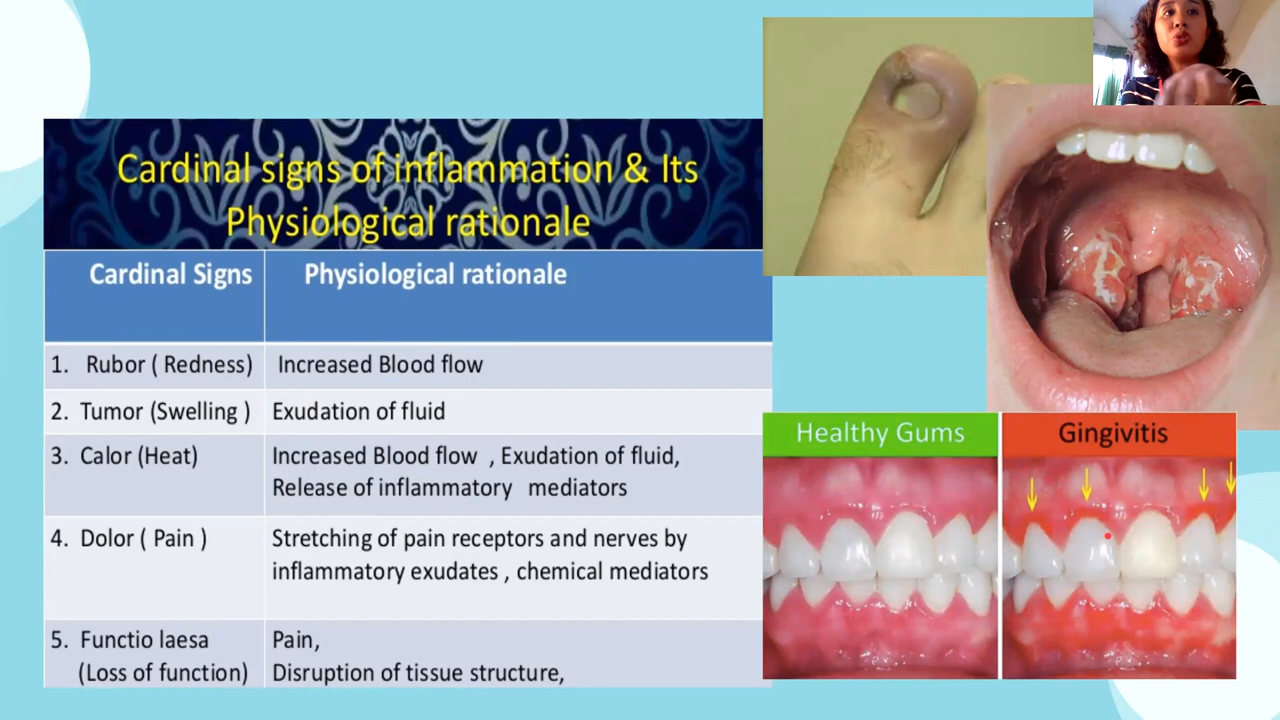 Cardinal signs of inflammation & Its
Physiological rationale
Cardinal Signs Physiological rationale
1. Rubor ( Redness) Increased Blood flow
2. Tumor (Swelling ) Exudation of fluid
3. Calor (Heat) Increased Blood flow , Exudation of fluid,
Release of inflammatory mediators
4. Dolor ( Pain ) Stretching of pain receptors and nerves by
inflammatory exudates , chemical mediators
5. Functio laesa Pain,
(Loss of function) Disruption of tissue structure,
Healthy Gums
Gingivitis